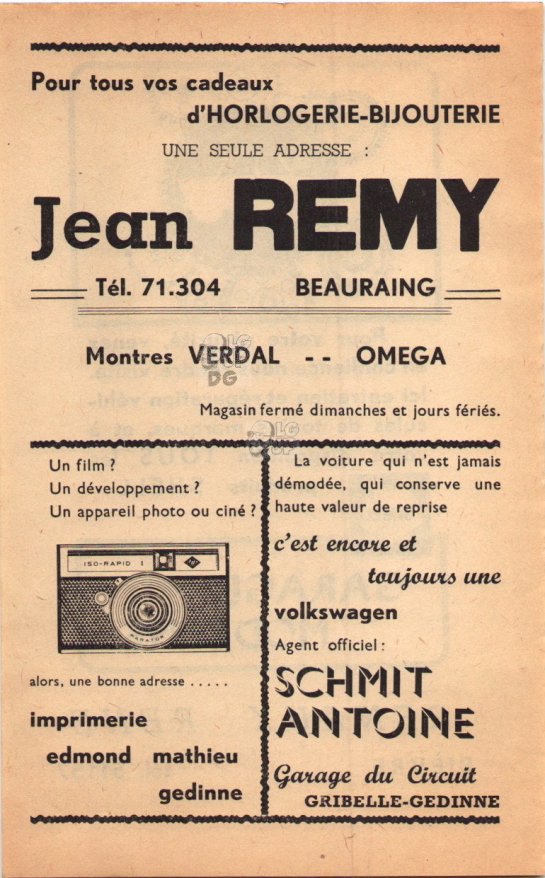 Pour tous vos cadeaux
d'HORLOGERIE-BIJOUTERIE
UNE SEULE ADRESSE :
Jean REMY
Tél. 71.304 BEAURAING
Montres VERDAL -- OMEGA
Magasin fermé dimanches et jours fériés.
Un film ?
Un développement ?
Un appareil photo ou ciné ?
ISO-RAPID I
PARATOR
alors, une bonne adresse . . . . .
imprimerie
edmond mathieu
gedinne
La voiture qui n'est jamais
démodée, qui conserve une
haute valeur de reprise
c'est encore et
toujours une
volkswagen
Agent officiel :
SCHMIT
ANTOINE
Garage du Circuit
GRIBELLE-GEDINNE